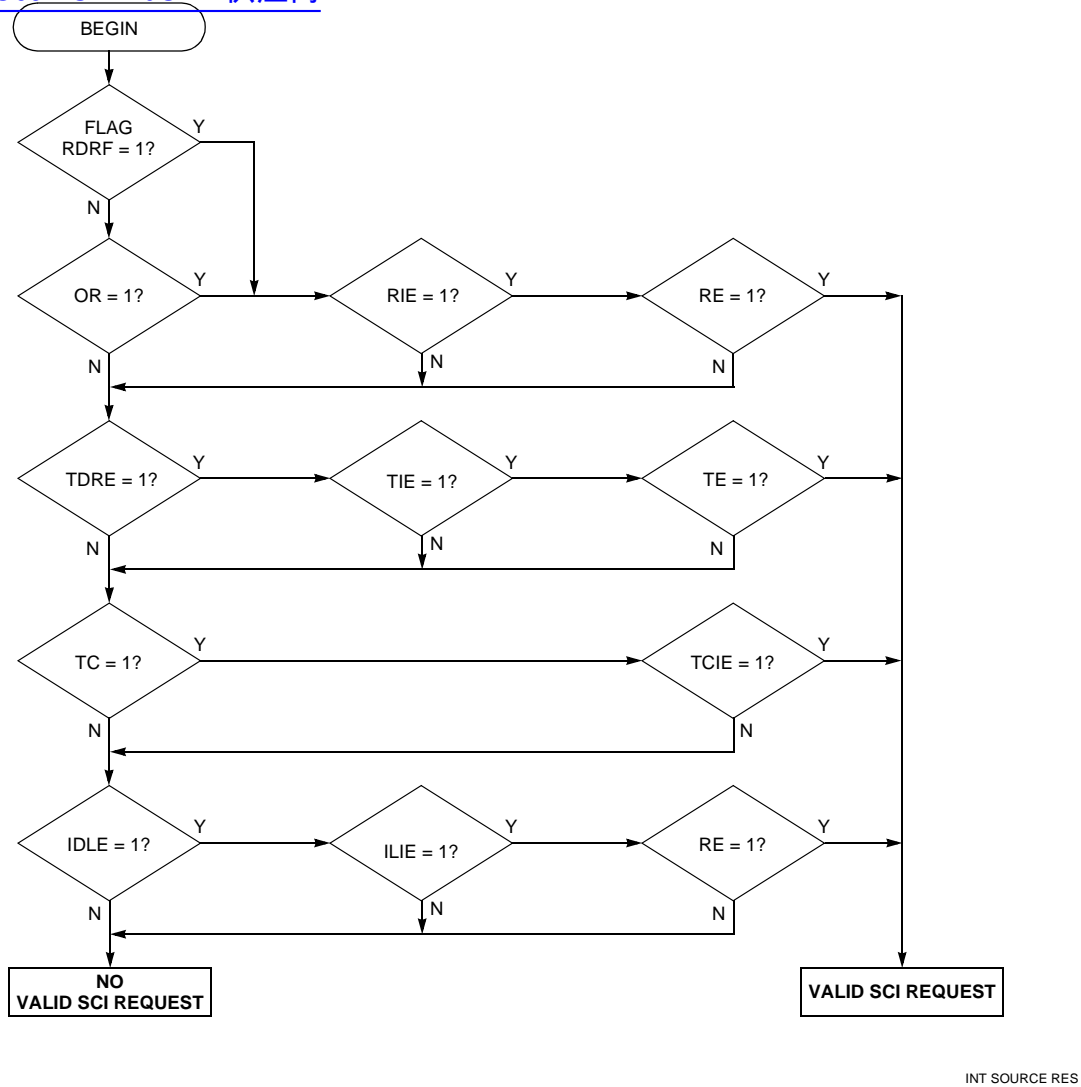 BEGIN
FLAG
RDRF = 1?
Y
N
OR = 1?
Y
RIE = 1?
Y
RE = 1?
Y
N
N
N
TDRE = 1?
Y
TIE = 1?
Y
TE = 1?
Y
N
N
N
TC = 1?
Y
TCIE = 1?
Y
N
N
IDLE = 1?
Y
ILIE = 1?
Y
RE = 1?
Y
N
N
N
NO
VALID SCI REQUEST
VALID SCI REQUEST
INT SOURCE RES